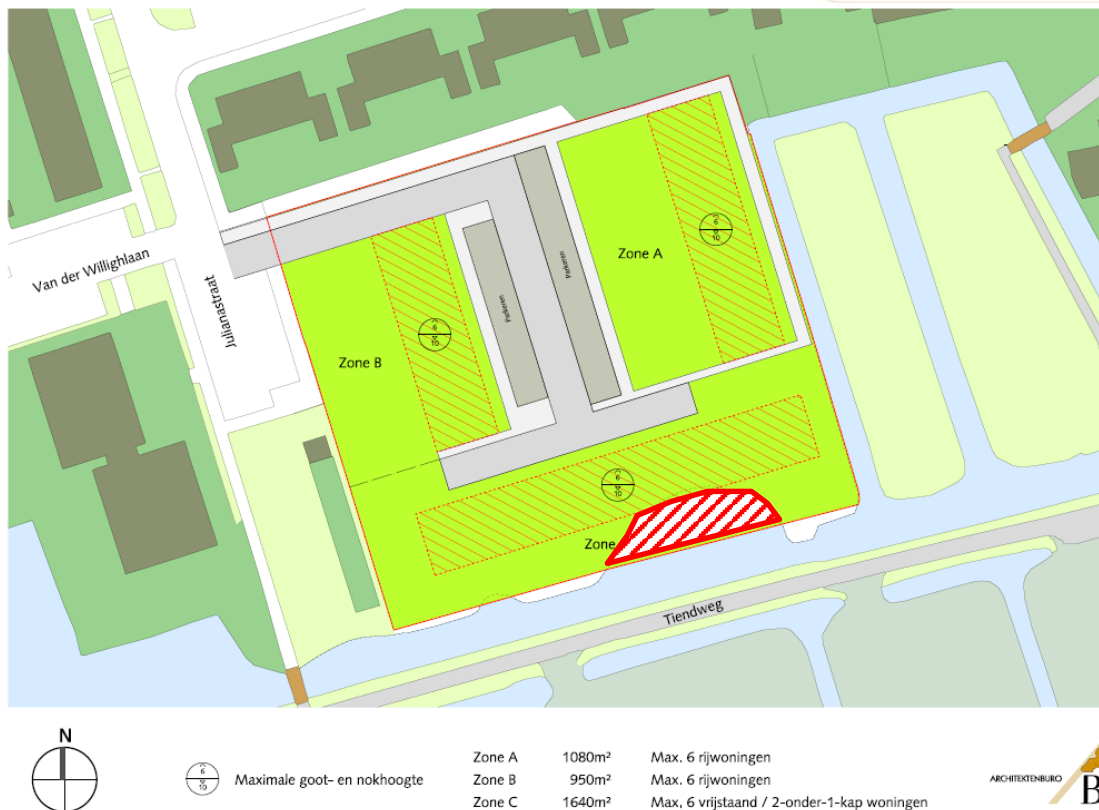 Van der Willighlaan
Julianastraat
Zone A
6
10
Parkeren
Parkeren
6
10
Zone B
6
10
Zone
Tiendweg
N
6
10
Maximale goot- en nokhoogte
Zone A 1080m² Max. 6 rijwoningen
Zone B 950m² Max. 6 rijwoningen
Zone C 1640m² Max, 6 vrijstaand / 2-onder-1-kap woningen
ARCHITEKTENBURO
B